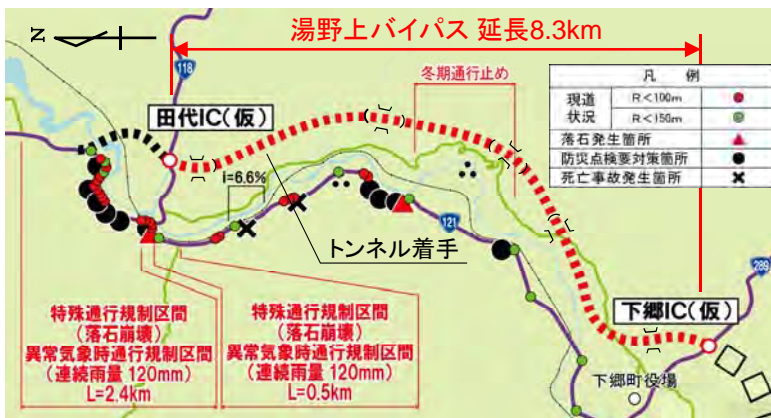 湯野上バイパス 延長8.3km
N
118
冬期通行止め
凡 例
現道
状況
R<100m
R<150m
落石発生箇所
防災点検要対策箇所
死亡事故発生箇所
田代IC(仮)
i=6.6%
121
トンネル着手
289
下郷IC(仮)
下郷町役場
特殊通行規制区間
(落石崩壊)
異常気象時通行規制区間
(連続雨量 120mm)
L=2.4km
特殊通行規制区間
(落石崩壊)
異常気象時通行規制区間
(連続雨量 120mm)
L=0.5km